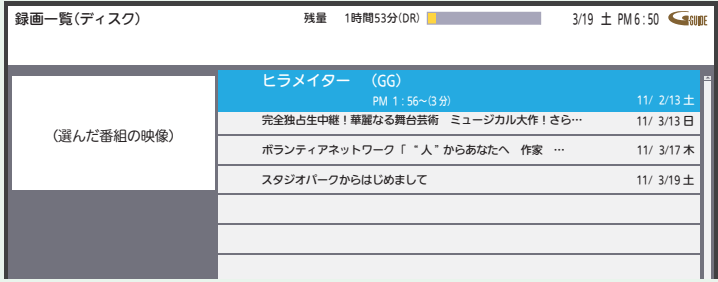 録画一覧(ディスク) 残量 1時間53分(DR) 3/19 土 PM 6:50 G GUIDE
ヒラメイター (GG)
PM 1:56~(3分) 11/ 2/13 土
完全独占生中継!華麗なる舞台芸術 ミュージカル大作!さら… 11/ 3/13 日
(選んだ番組の映像)
ボランティアネットワーク「“人”からあなたへ 作家 … 11/ 3/17 木
スタジオパークからはじめまして 11/ 3/19 土